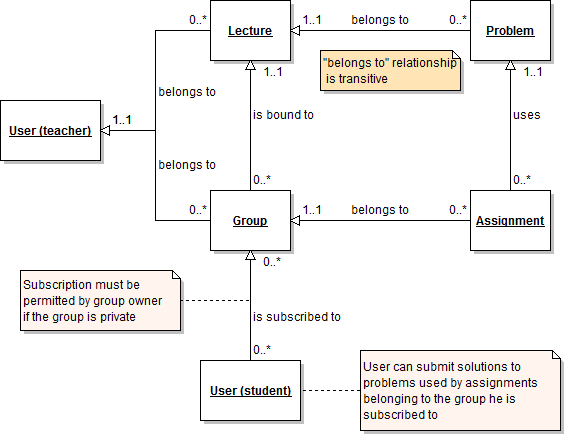 0..*
Lecture
1..1
belongs to
0..*
Problem
1..1
"belongs to" relationship
is transitive
1..1
belongs to
User (teacher)
1..1
is bound to
uses
belongs to
0..*
0..*
0..*
Group
1..1
belongs to
0..*
Assignment
0..*
Subscription must be
permitted by group owner
if the group is private
is subscribed to
0..*
User (student)
User can submit solutions to
problems used by assignments
belonging to the group he is
subscribed to